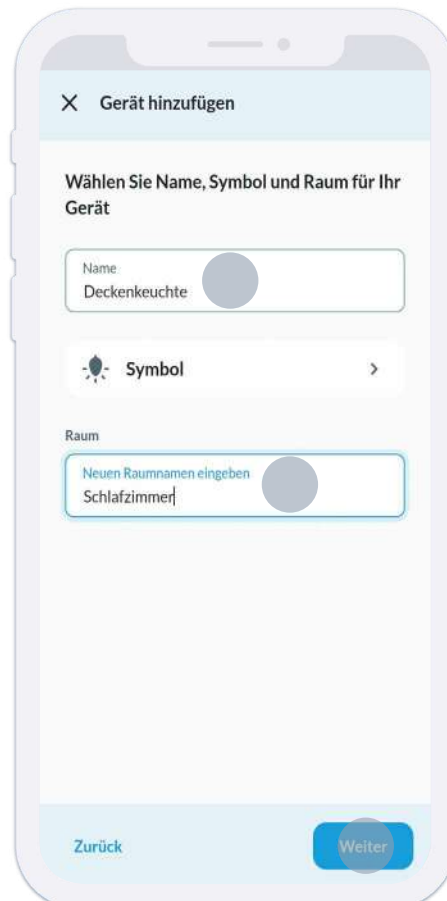 Gerät hinzufügen
Wählen Sie Name, Symbol und Raum für Ihr
Gerät
Name
Deckenkeuchte
Symbol
Raum
Neuen Raumnamen eingeben
Schlafzimmer
Zurück
Weiter